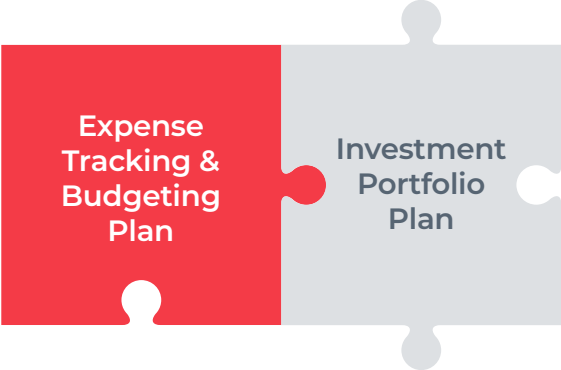 Expense
Tracking &
Budgeting
Plan
Investment
Portfolio
Plan